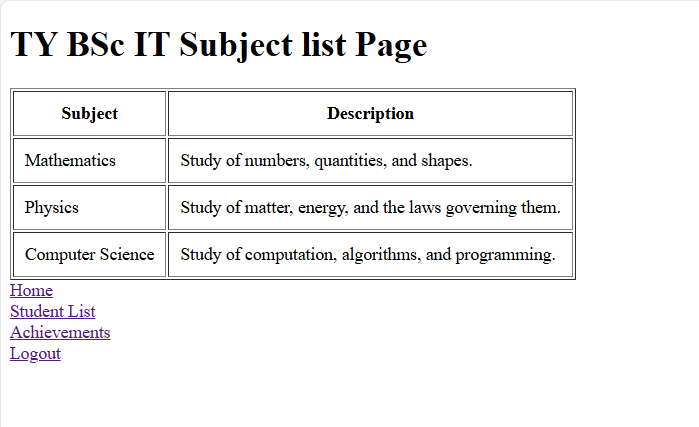 TY BSc IT Subject list Page
Subject Description
Mathematics Study of numbers, quantities, and shapes.
Physics Study of matter, energy, and the laws governing them.
Computer Science Study of computation, algorithms, and programming.
Home
Student List
Achievements
Logout